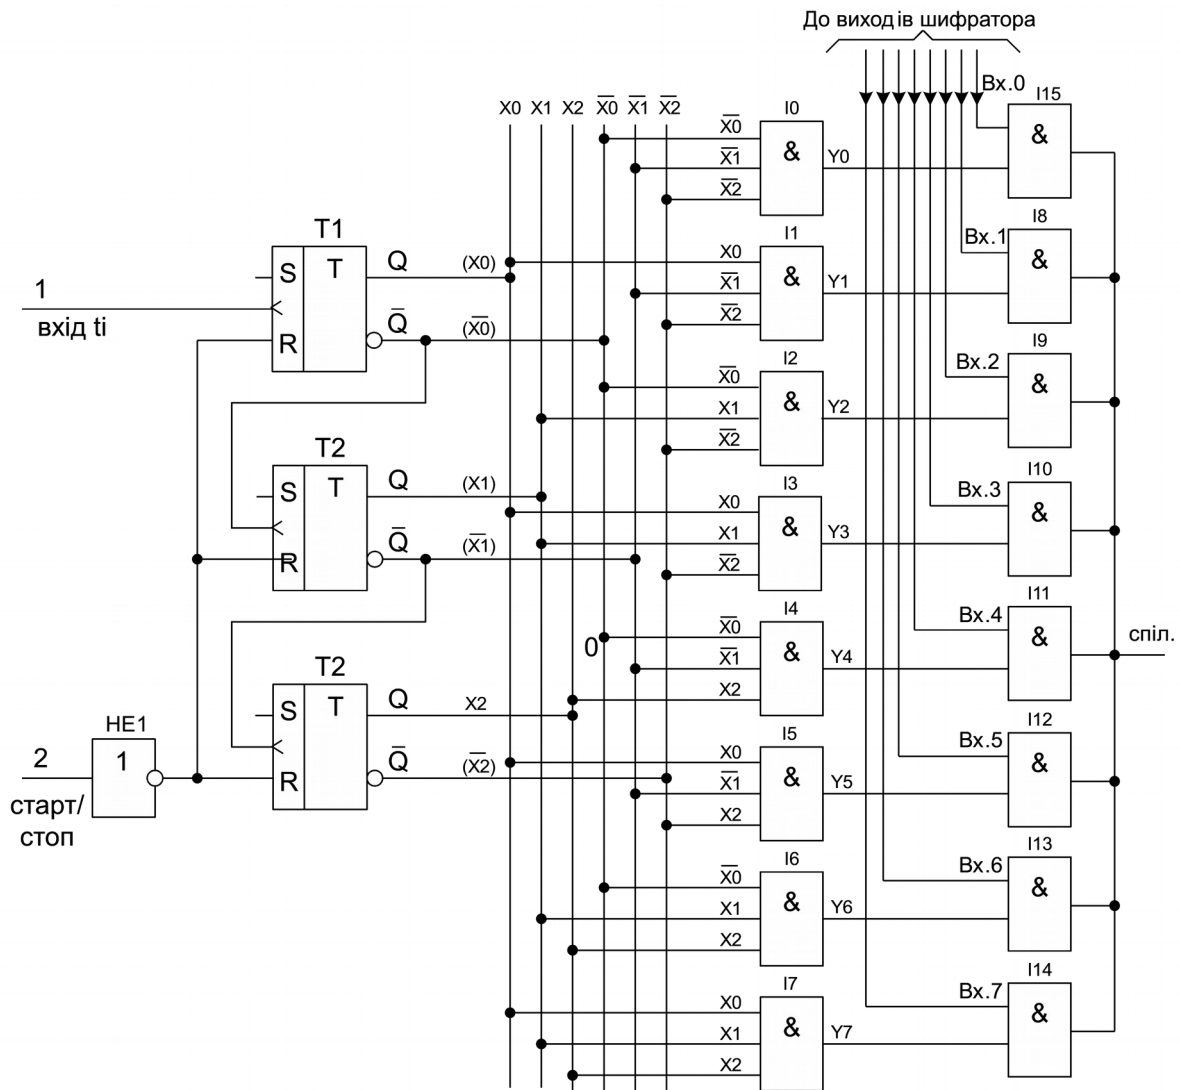 До виходів шифратора
Вх.0
X0 X1 X2 X̅0̅ X̅1̅ X̅2̅
I0
I15
X̅0̅
&
&
X̅1̅
Y0
X̅2̅
T1
I1
I8
S T Q (X0)
X0
Вх.1
&
&
1
X̅1̅
Y1
вхід ti
R Q̅ (X̅0̅)
X̅2̅
I2
I9
X̅0̅
Вх.2
&
&
X1
Y2
X̅2̅
T2
I3
I10
S T Q (X1)
X0
Вх.3
&
&
X1
Y3
R Q̅ (X̅1̅)
X̅2̅
I4
I11
0
X̅0̅
Вх.4
&
&
спіл.
X̅1̅
Y4
X2
T2
I5
I12
S T Q X2
НЕ1
X0
Вх.5
&
&
2
1
R Q̅ (X̅2̅)
X̅1̅
Y5
старт/
стоп
X2
I6
I13
X̅0̅
Вх.6
&
&
X1
Y6
X2
I7
I14
X0
Вх.7
&
&
X1
Y7
X2